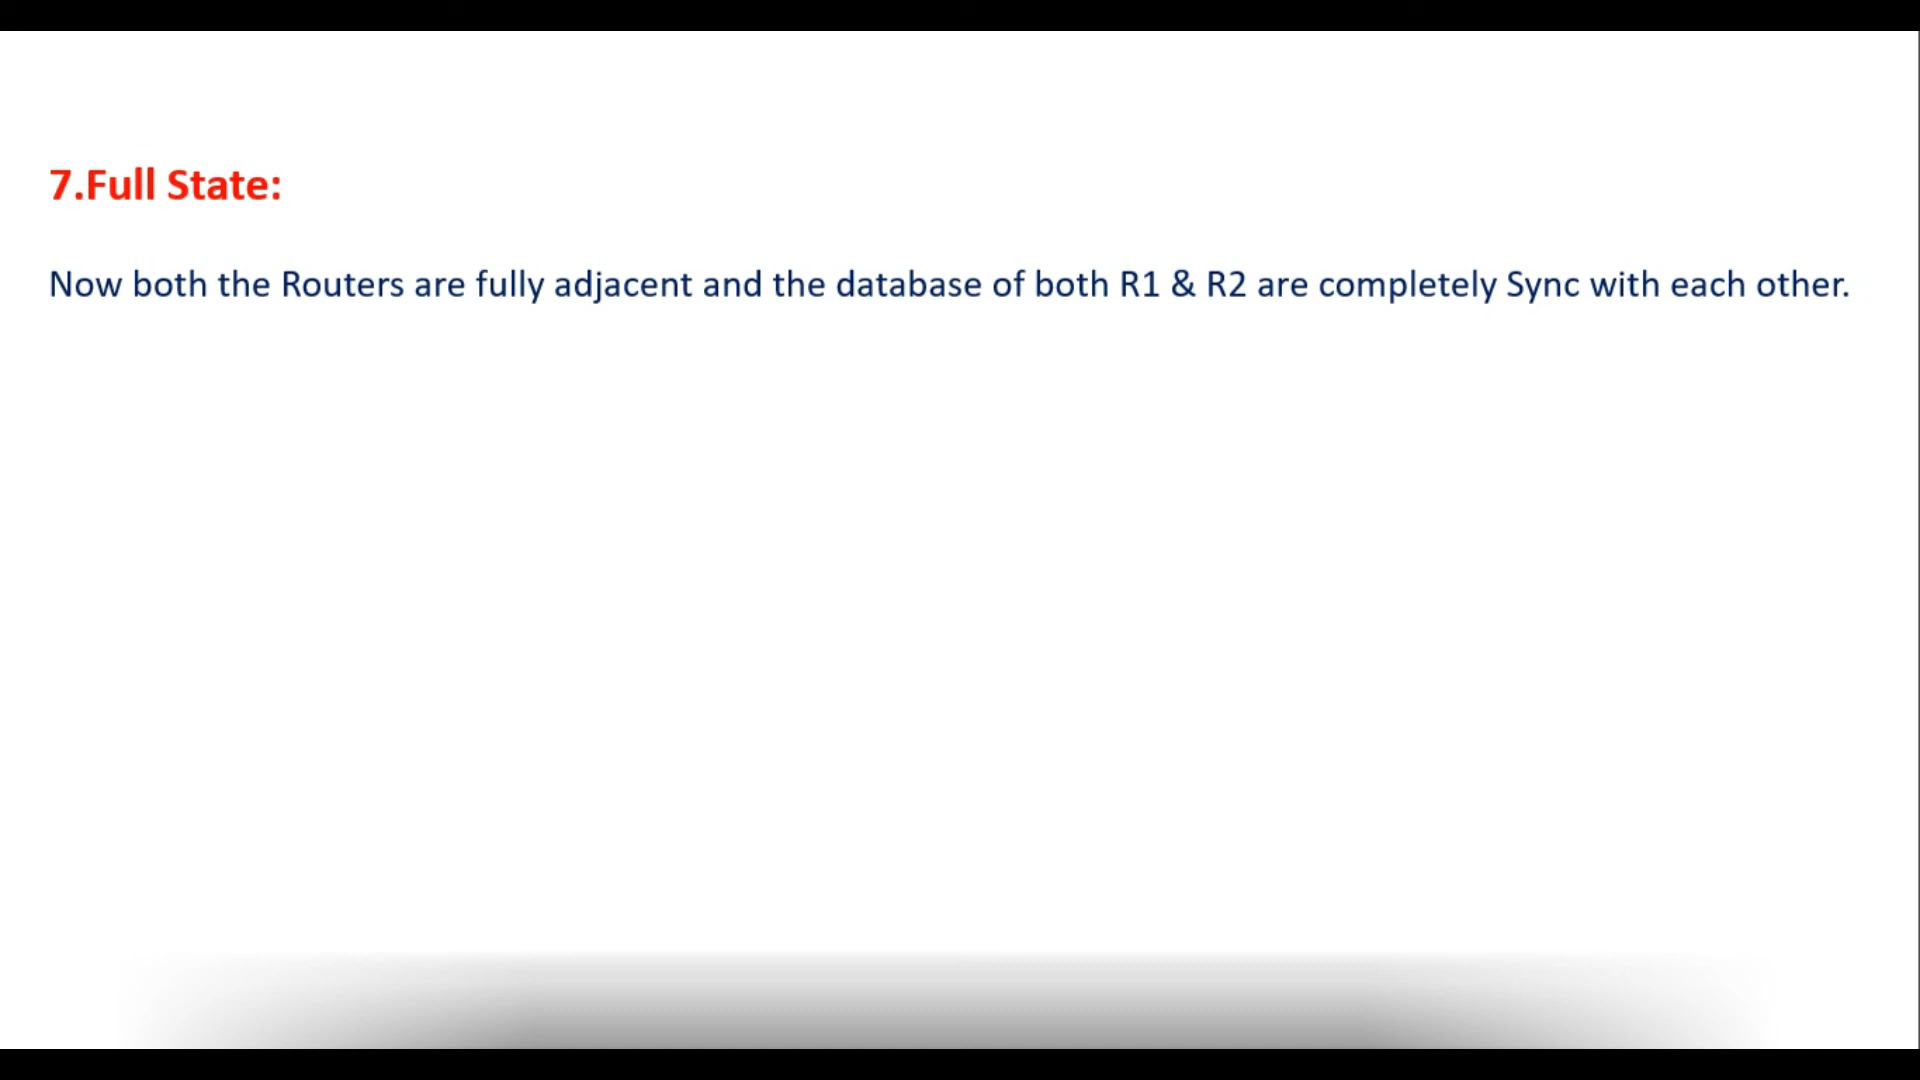 7.Full State:
Now both the Routers are fully adjacent and the database of both R1 & R2 are completely Sync with each other.